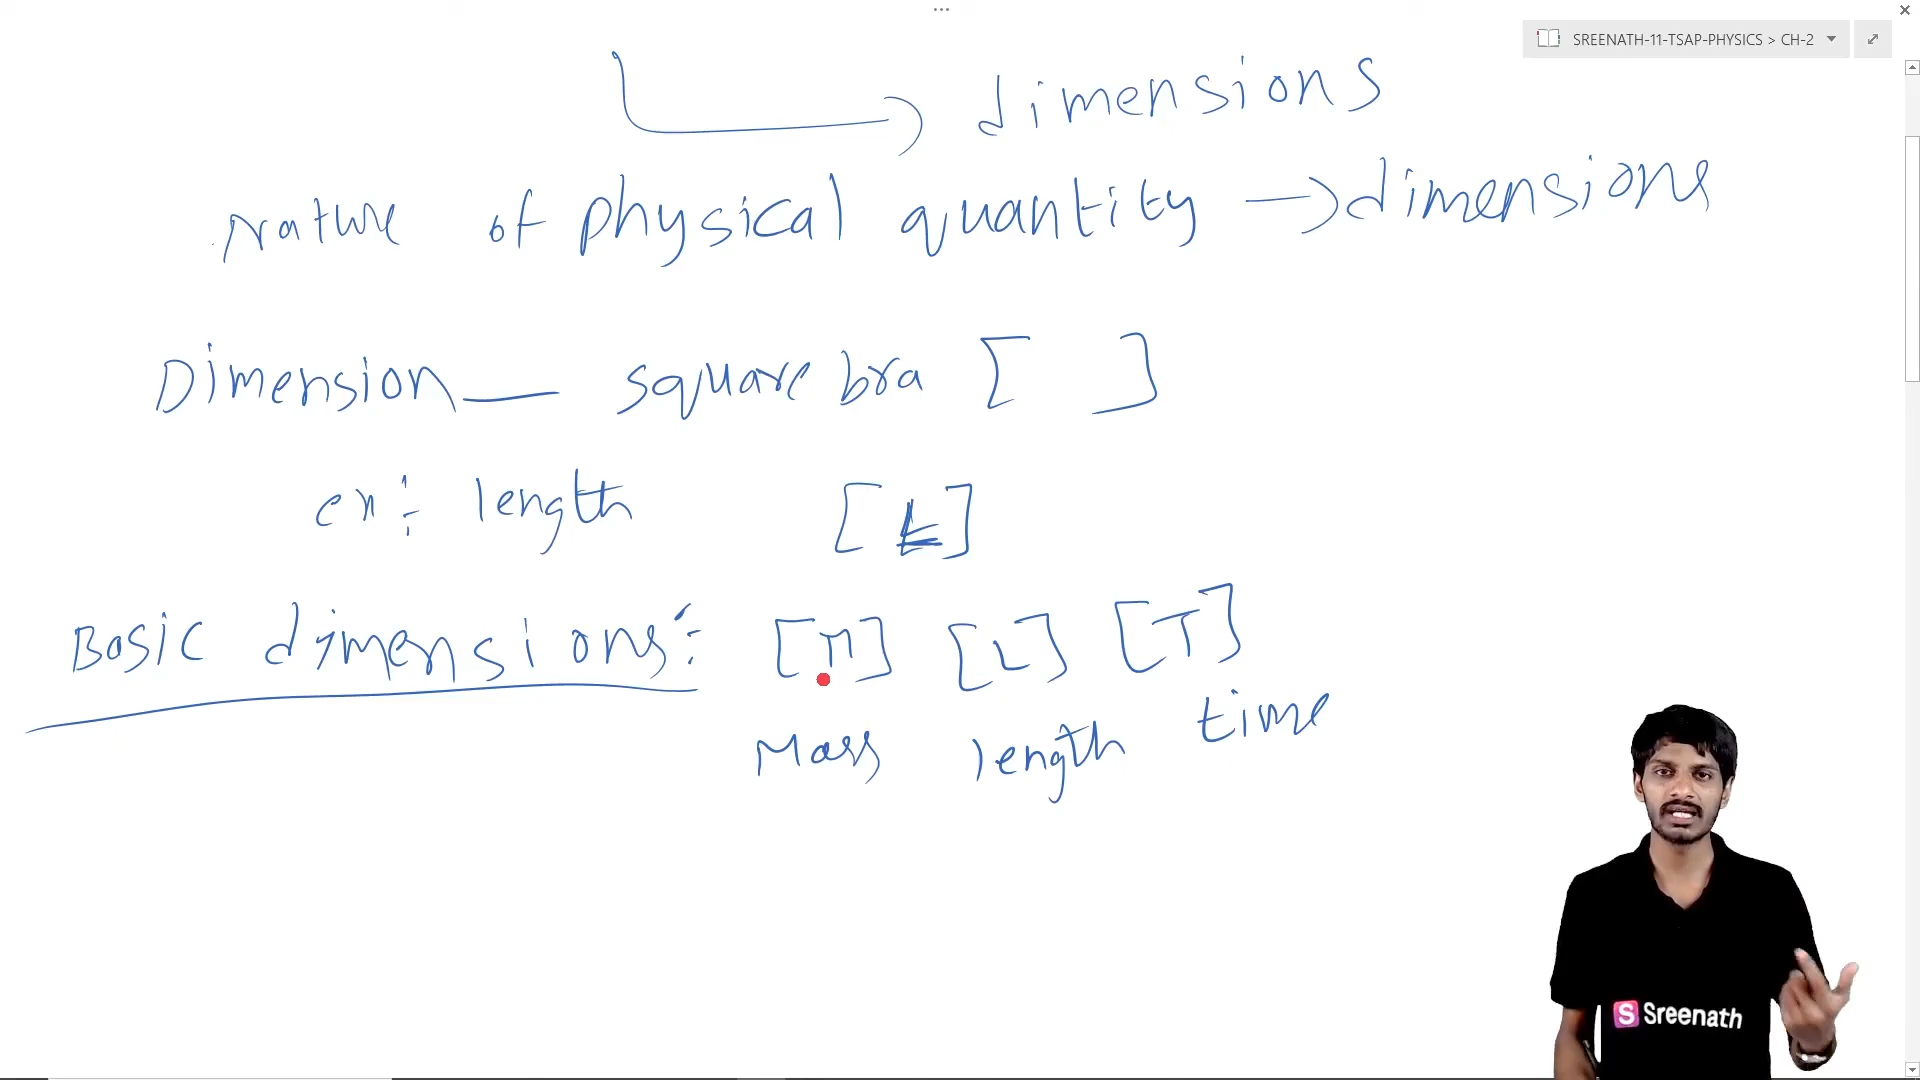 SREENATH-11-TSAP-PHYSICS > CH-2
dimensions
Nature of physical quantity → dimensions
Dimension — square bra [ ]
ex: length [L]
Basic dimensions: [M] [L] [T]
Mass length time
S Sreenath